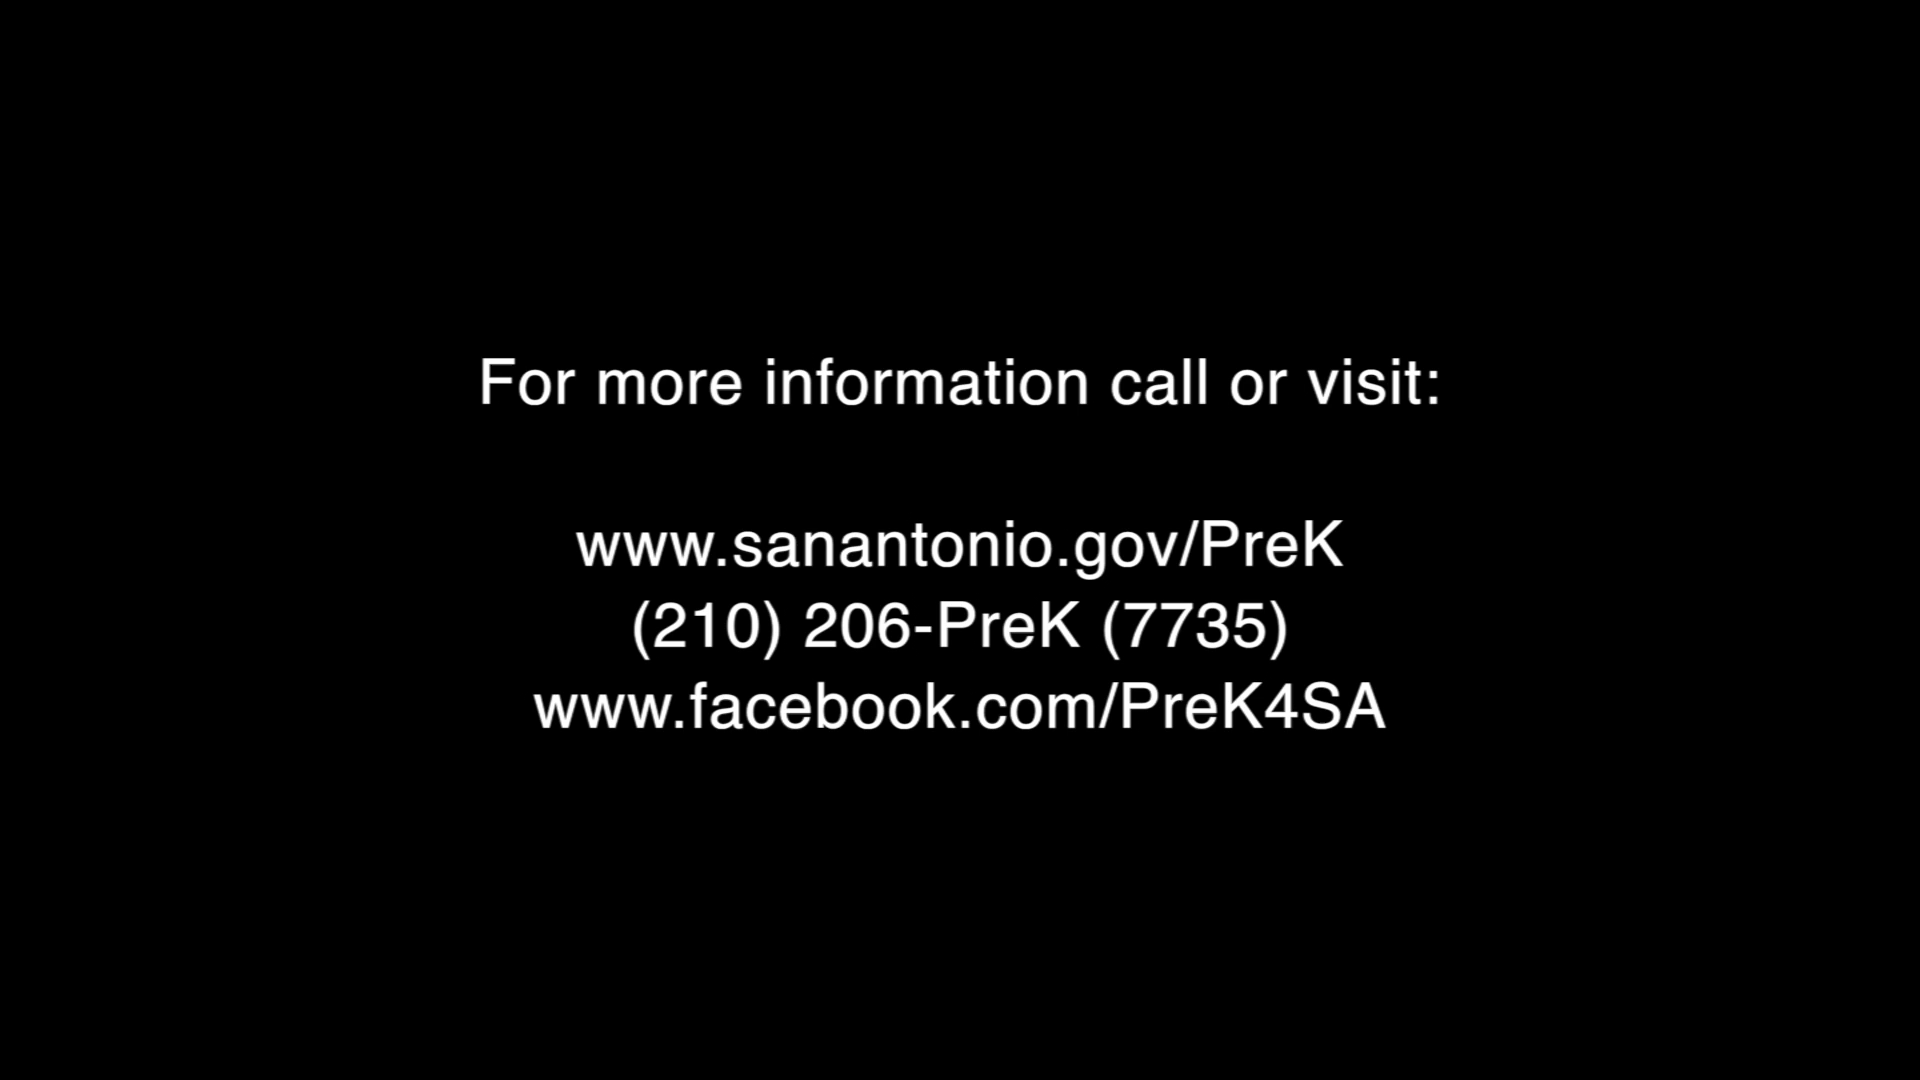 For more information call or visit:
www.sanantonio.gov/PreK
(210) 206-PreK (7735)
www.facebook.com/PreK4SA